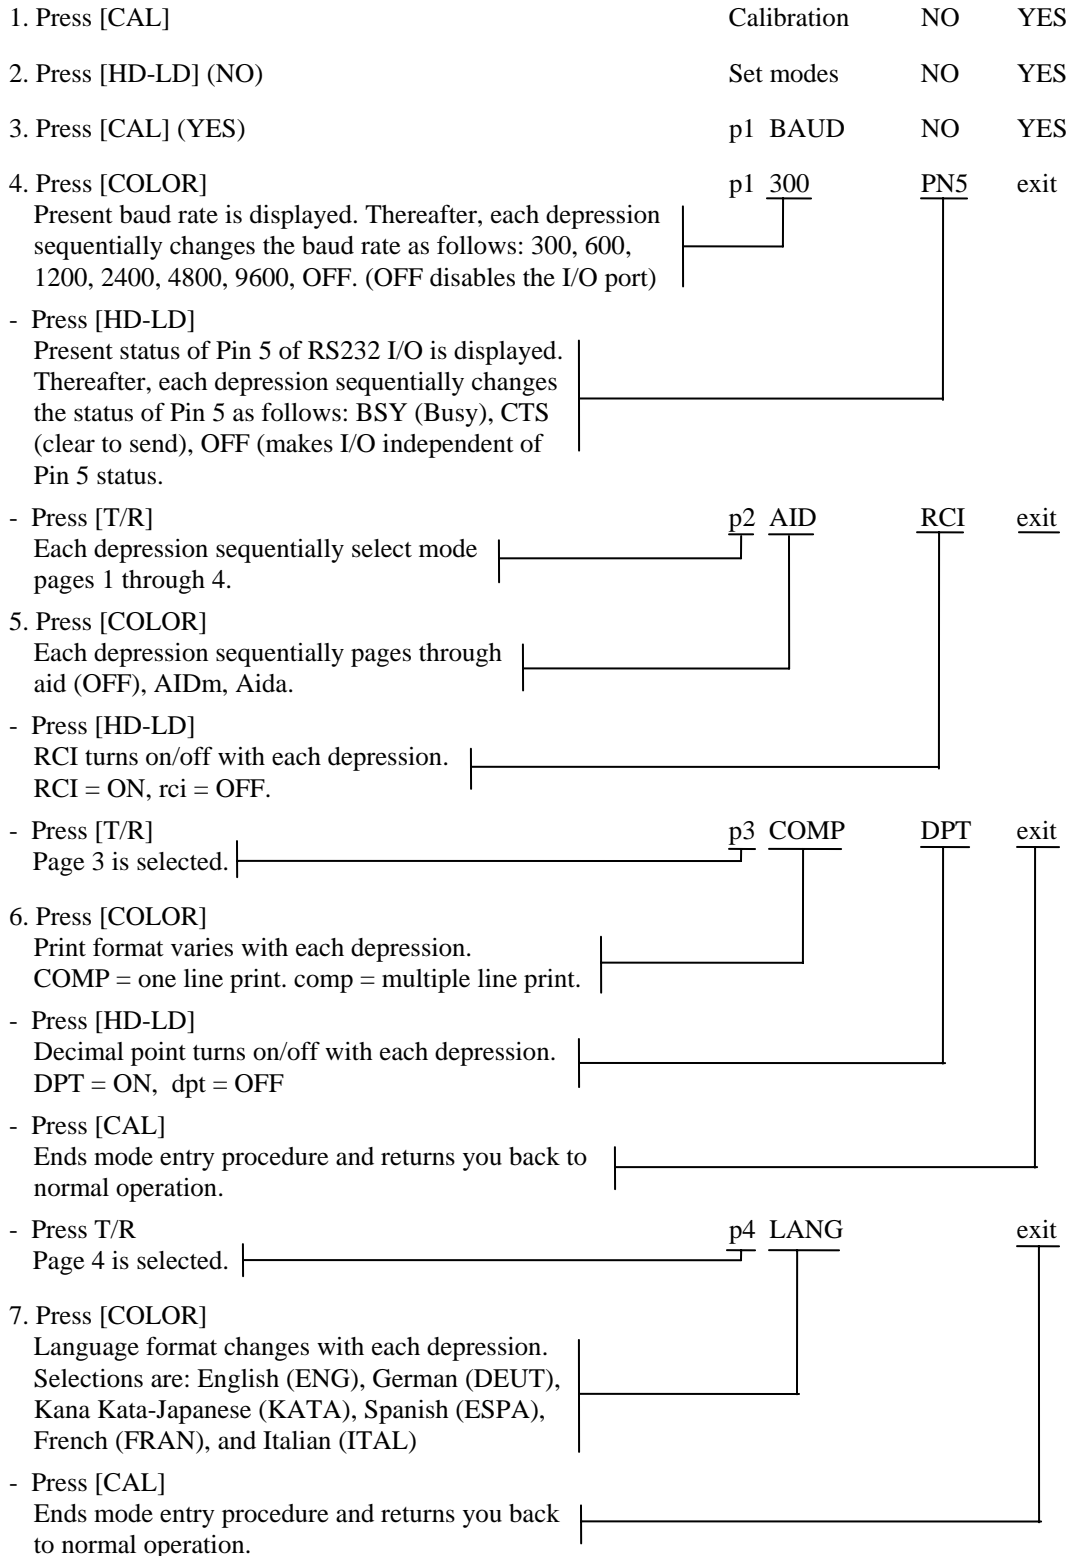 1. Press [CAL] Calibration NO YES
2. Press [HD-LD] (NO) Set modes NO YES
3. Press [CAL] (YES) p1 BAUD NO YES
4. Press [COLOR] p1 300 PN5 exit
Present baud rate is displayed. Thereafter, each depression
sequentially changes the baud rate as follows: 300, 600,
1200, 2400, 4800, 9600, OFF. (OFF disables the I/O port)
- Press [HD-LD]
Present status of Pin 5 of RS232 I/O is displayed.
Thereafter, each depression sequentially changes
the status of Pin 5 as follows: BSY (Busy), CTS
(clear to send), OFF (makes I/O independent of
Pin 5 status.
- Press [T/R] p2 AID RCI exit
Each depression sequentially select mode
pages 1 through 4.
5. Press [COLOR]
Each depression sequentially pages through
aid (OFF), AIDm, Aida.
- Press [HD-LD]
RCI turns on/off with each depression.
RCI = ON, rci = OFF.
- Press [T/R] p3 COMP DPT exit
Page 3 is selected.
6. Press [COLOR]
Print format varies with each depression.
COMP = one line print. comp = multiple line print.
- Press [HD-LD]
Decimal point turns on/off with each depression.
DPT = ON, dpt = OFF
- Press [CAL]
Ends mode entry procedure and returns you back to
normal operation.
- Press T/R p4 LANG exit
Page 4 is selected.
7. Press [COLOR]
Language format changes with each depression.
Selections are: English (ENG), German (DEUT),
Kana Kata-Japanese (KATA), Spanish (ESPA),
French (FRAN), and Italian (ITAL)
- Press [CAL]
Ends mode entry procedure and returns you back
to normal operation.